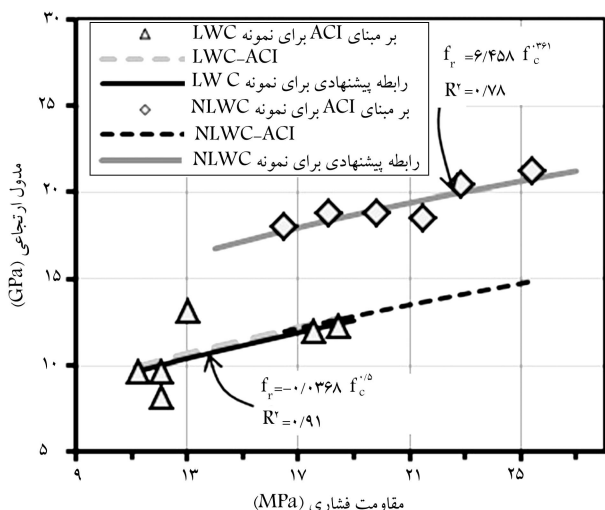 ۳۰
۲۵
۲۰
۱۵
۱۰
۵
مدول ارتجاعی (GPa)
بر مبنای ACI برای نمونه LWC
LWC-ACI
رابطه پیشنهادی برای نمونه LW C
بر مبنای ACI برای نمونه NLWC
NLWC-ACI
رابطه پیشنهادی برای نمونه NLWC
f_r =۶/۴۵۸ f_c^۰/۳۶۱
R^۲=۰/۷۸
f_r=-۰/۰۳۶۸ f_c^۰/۵
R^۲=۰/۹۱
۹ ۱۳ ۱۷ ۲۱ ۲۵
مقاومت فشاری (MPa)